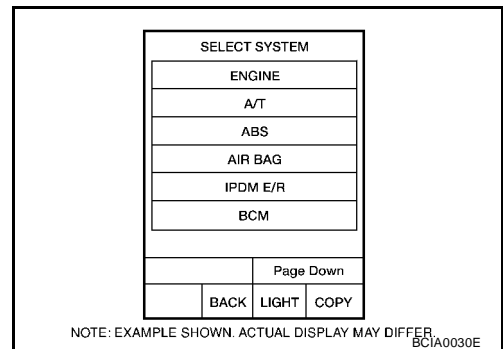 SELECT SYSTEM
ENGINE
A/T
ABS
AIR BAG
IPDM E/R
BCM
Page Down
BACK LIGHT COPY
NOTE: EXAMPLE SHOWN. ACTUAL DISPLAY MAY DIFFER.
BCIA0030E